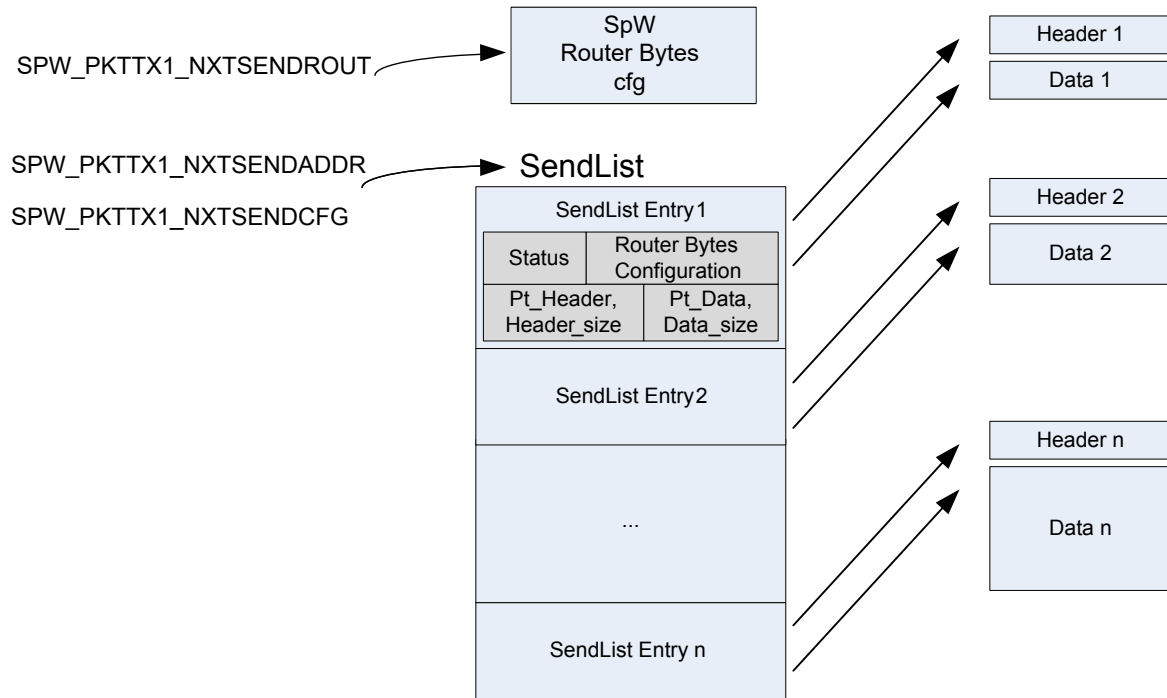 SPW_PKTTX1_NXTSENDROUT
SpW
Router Bytes
cfg
SPW_PKTTX1_NXTSENDADDR
SPW_PKTTX1_NXTSENDCFG
SendList
SendList Entry1
Status
Router Bytes
Configuration
Pt_Header,
Header_size
Pt_Data,
Data_size
SendList Entry2
...
SendList Entry n
Header 1
Data 1
Header 2
Data 2
Header n
Data n